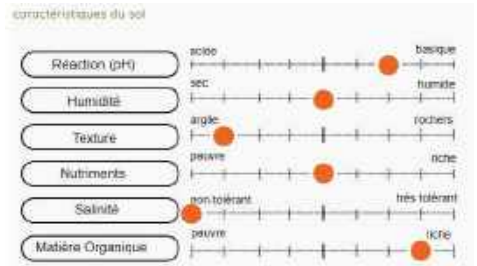 caractéristiques du sol
acide basique
Réaction (pH)
sec humide
Humidité
argile rochers
Texture
pauvre riche
Nutriments
non tolérant très tolérant
Salinité
pauvre riche
Matière Organique